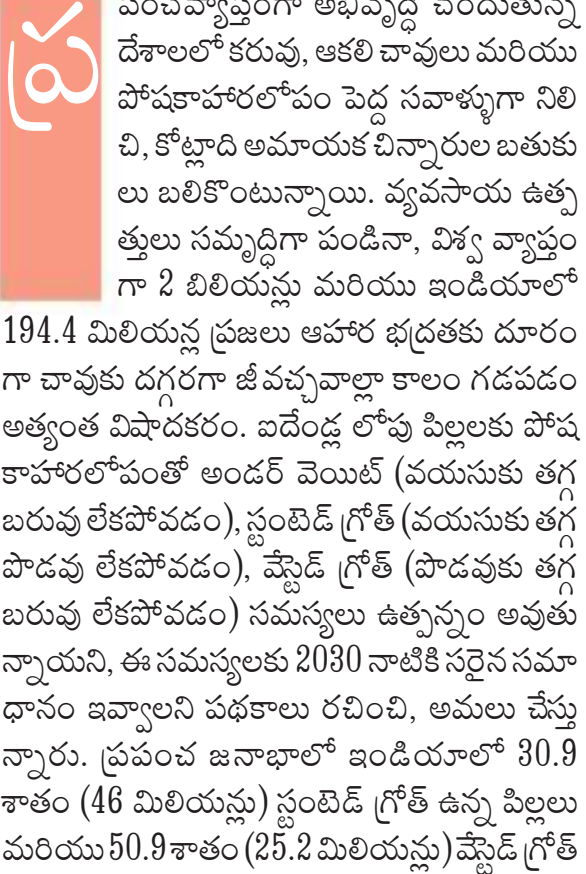 ప్రపంచవ్యాప్తంగా అభివృద్ధి చెందుతున్న
దేశాలలో కరువు, ఆకలి చావులు మరియు
పోషకాహారలోపం పెద్ద సవాళ్ళుగా నిలి
చి, కోట్లాది అమాయక చిన్నారుల బతుకు
లు బలికొంటున్నాయి. వ్యవసాయ ఉత్ప
త్తులు సమృద్ధిగా పండినా, విశ్వ వ్యాప్తం
గా 2 బిలియన్లు మరియు ఇండియాలో
194.4 మిలియన్ల ప్రజలు ఆహార భద్రతకు దూరం
గా చావుకు దగ్గరగా జీవచ్ఛవాల్లా కాలం గడపడం
అత్యంత విషాదకరం. ఐదేండ్ల లోపు పిల్లలకు పోష
కాహారలోపంతో అండర్ వెయిట్ (వయసుకు తగ్గ
బరువు లేకపోవడం), స్టంటెడ్ గ్రోత్ (వయసుకు తగ్గ
పొడవు లేకపోవడం), వేస్టెడ్ గ్రోత్ (పొడవుకు తగ్గ
బరువు లేకపోవడం) సమస్యలు ఉత్పన్నం అవుతు
న్నాయని, ఈ సమస్యలకు 2030 నాటికి సరైన సమా
ధానం ఇవ్వాలని పథకాలు రచించి, అమలు చేస్తు
న్నారు. ప్రపంచ జనాభాలో ఇండియాలో 30.9
శాతం (46 మిలియన్లు) స్టంటెడ్ గ్రోత్ ఉన్న పిల్లలు
మరియు 50.9 శాతం (25.2 మిలియన్లు) వేస్టెడ్ గ్రోత్